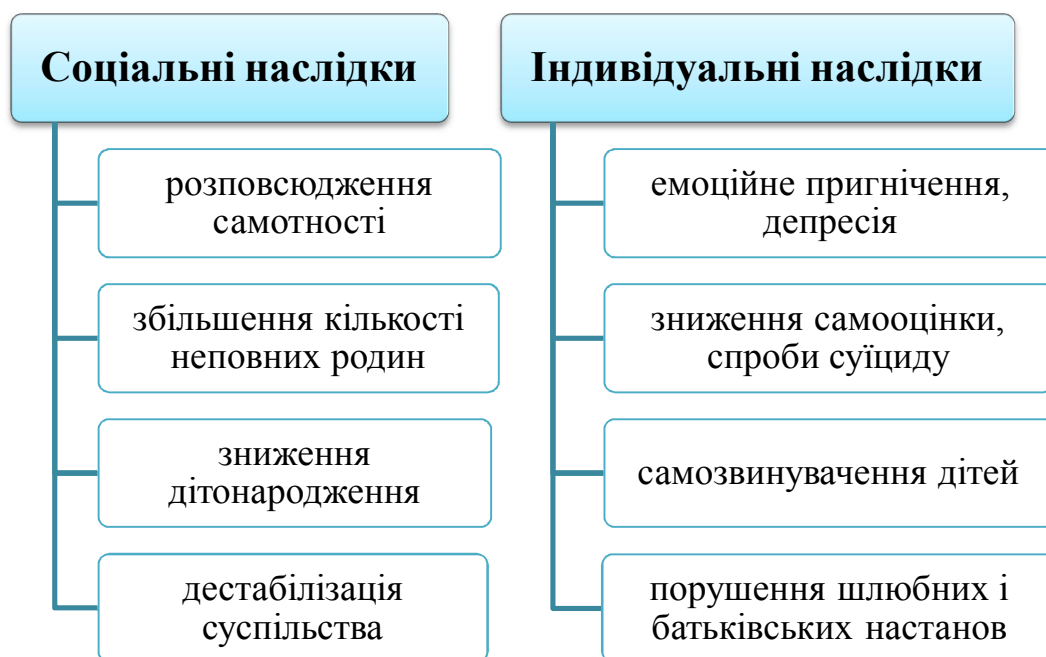 Соціальні наслідки
розповсюдження
самотності
збільшення кількості
неповних родин
зниження
дітонародження
дестабілізація
суспільства
Індивідуальні наслідки
емоційне пригнічення,
депресія
зниження самооцінки,
спроби суїциду
самозвинувачення дітей
порушення шлюбних і
батьківських настанов